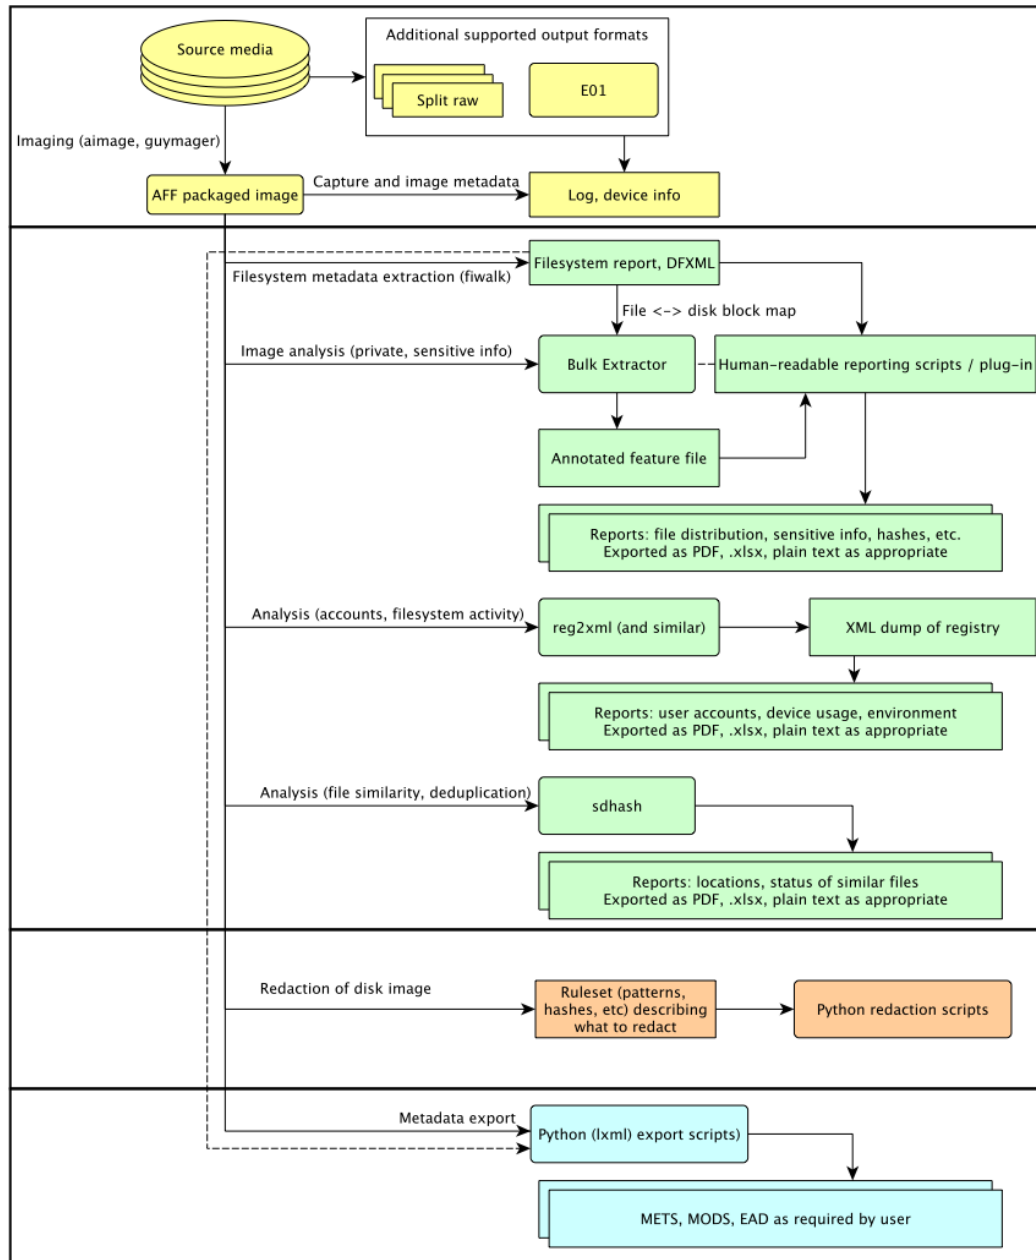 Source media
Additional supported output formats
Split raw
E01
Imaging (aimage, guymager)
AFF packaged image
Capture and image metadata
Log, device info
Filesystem report, DFXML
Filesystem metadata extraction (fiwalk)
File <-> disk block map
Image analysis (private, sensitive info)
Bulk Extractor
Human-readable reporting scripts / plug-in
Annotated feature file
Reports: file distribution, sensitive info, hashes, etc.
Exported as PDF, .xlsx, plain text as appropriate
Analysis (accounts, filesystem activity)
reg2xml (and similar)
XML dump of registry
Reports: user accounts, device usage, environment
Exported as PDF, .xlsx, plain text as appropriate
Analysis (file similarity, deduplication)
sdhash
Reports: locations, status of similar files
Exported as PDF, .xlsx, plain text as appropriate
Redaction of disk image
Ruleset (patterns,
hashes, etc) describing
what to redact
Python redaction scripts
Metadata export
Python (lxml) export scripts)
METS, MODS, EAD as required by user